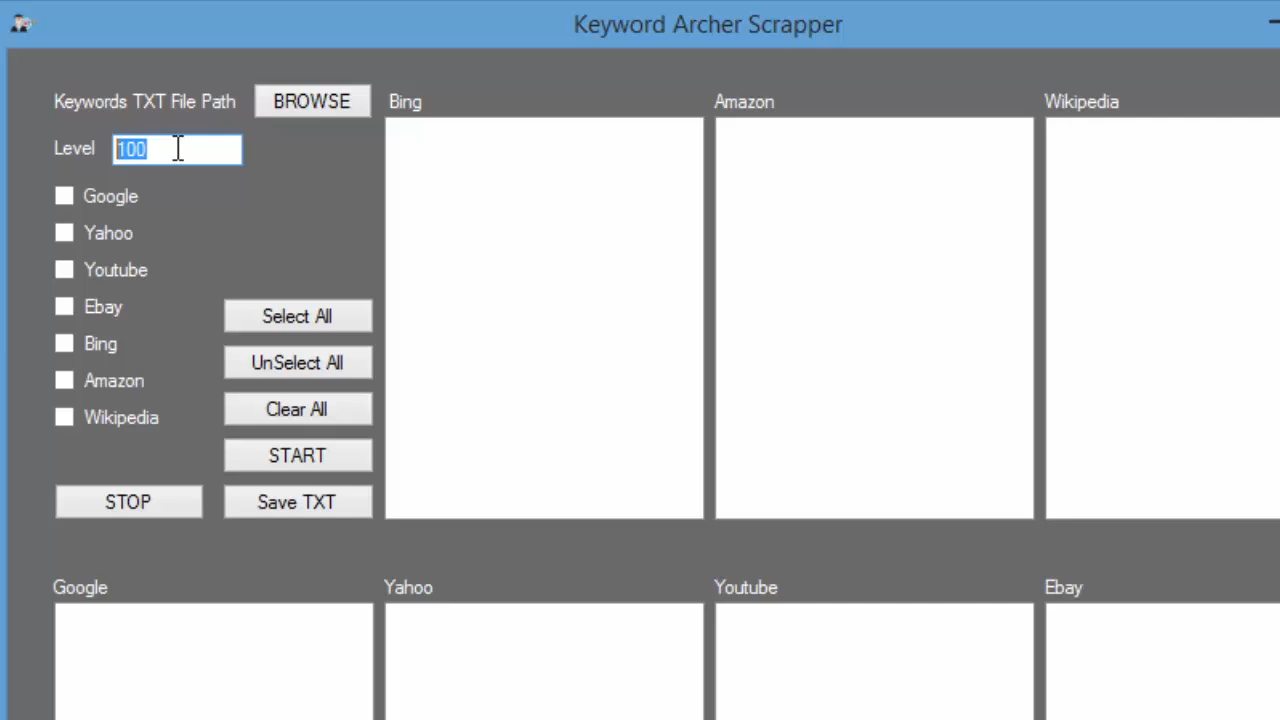 Keyword Archer Scrapper
Keywords TXT File Path
BROWSE
Level
100
Google
Yahoo
Youtube
Ebay
Bing
Amazon
Wikipedia
Select All
UnSelect All
Clear All
START
STOP
Save TXT
Bing
Amazon
Wikipedia
Google
Yahoo
Youtube
Ebay